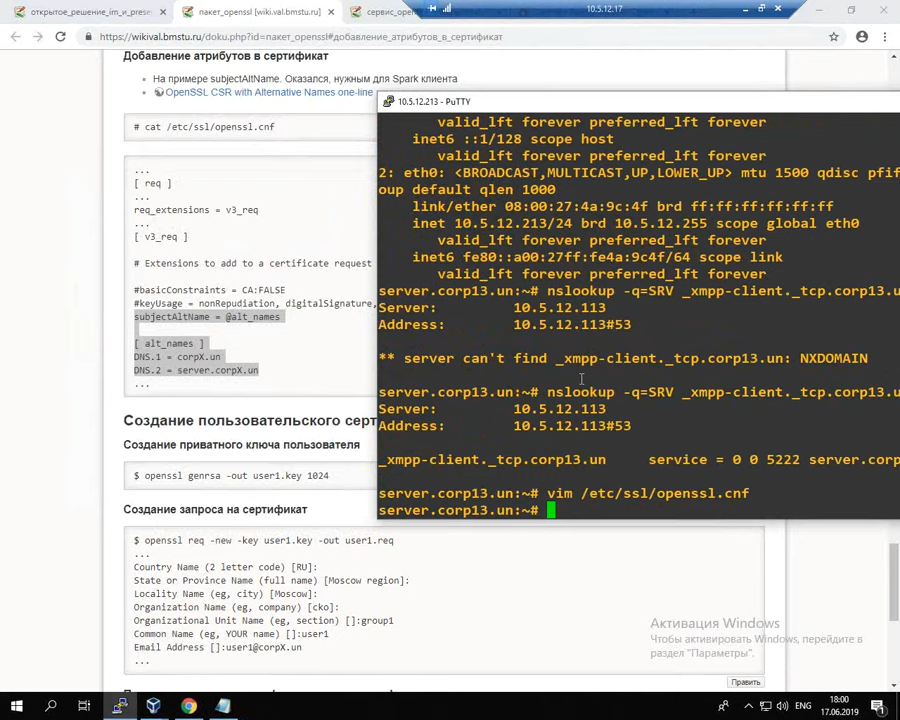 открытое_решение_im_и_presen
пакет_openssl [wiki.val.bmstu.ru]
сервис_open
10.5.12.17
https://wikival.bmstu.ru/doku.php?id=пакет_openssl#добавление_атрибутов_в_сертификат
Добавление атрибутов в сертификат
На примере subjectAltName. Оказался, нужным для Spark клиента
OpenSSL CSR with Alternative Names one-line
# cat /etc/ssl/openssl.cnf
...
[ req ]
...
req_extensions = v3_req
...
[ v3_req ]
# Extensions to add to a certificate request
#basicConstraints = CA:FALSE
#keyUsage = nonRepudiation, digitalSignature,
subjectAltName = @alt_names
[ alt_names ]
DNS.1 = corpX.un
DNS.2 = server.corpX.un
...
Создание пользовательского серт
Создание приватного ключа пользователя
$ openssl genrsa -out user1.key 1024
Создание запроса на сертификат
$ openssl req -new -key user1.key -out user1.req
...
Country Name (2 letter code) [RU]:
State or Province Name (full name) [Moscow region]:
Locality Name (eg, city) [Moscow]:
Organization Name (eg, company) [cko]:
Organizational Unit Name (eg, section) []:group1
Common Name (eg, YOUR name) []:user1
Email Address []:user1@corpX.un
...
Править
10.5.12.213 - PuTTY
valid_lft forever preferred_lft forever
inet6 ::1/128 scope host
valid_lft forever preferred_lft forever
2: eth0: <BROADCAST,MULTICAST,UP,LOWER_UP> mtu 1500 qdisc pfif
oup default qlen 1000
link/ether 08:00:27:4a:9c:4f brd ff:ff:ff:ff:ff:ff
inet 10.5.12.213/24 brd 10.5.12.255 scope global eth0
valid_lft forever preferred_lft forever
inet6 fe80::a00:27ff:fe4a:9c4f/64 scope link
valid_lft forever preferred_lft forever
server.corp13.un:~# nslookup -q=SRV _xmpp-client._tcp.corp13.u
Server: 10.5.12.113
Address: 10.5.12.113#53
** server can't find _xmpp-client._tcp.corp13.un: NXDOMAIN
server.corp13.un:~# nslookup -q=SRV _xmpp-client._tcp.corp13.u
Server: 10.5.12.113
Address: 10.5.12.113#53
_xmpp-client._tcp.corp13.un service = 0 0 5222 server.corp
server.corp13.un:~# vim /etc/ssl/openssl.cnf
server.corp13.un:~#
Активация Windows
Чтобы активировать Windows, перейдите в
раздел "Параметры".
ENG
18:00
17.06.2019
1